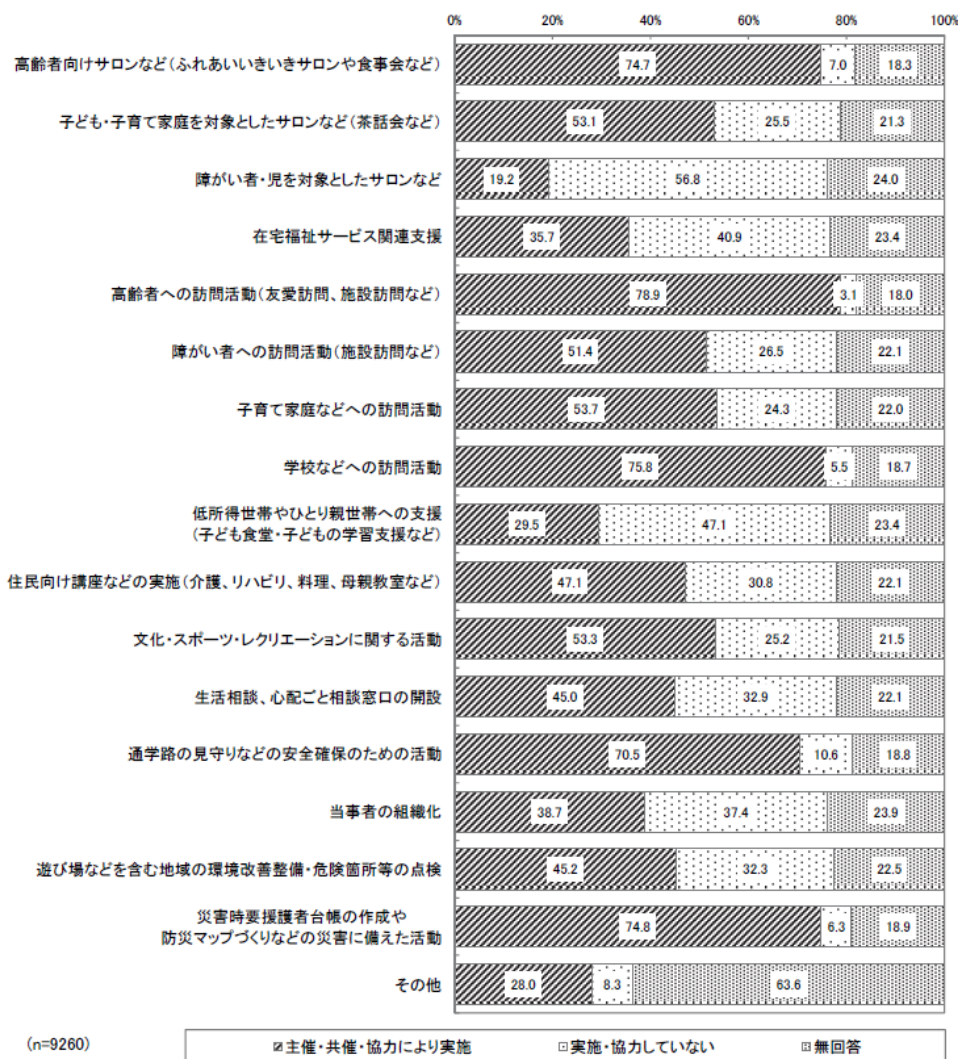 0% 20% 40% 60% 80% 100%
高齢者向けサロンなど(ふれあいいきいきサロンや食事会など) 74.7 7.0 18.3
子ども・子育て家庭を対象としたサロンなど(茶話会など) 53.1 25.5 21.3
障がい者・児を対象としたサロンなど 19.2 56.8 24.0
在宅福祉サービス関連支援 35.7 40.9 23.4
高齢者への訪問活動(友愛訪問、施設訪問など) 78.9 3.1 18.0
障がい者への訪問活動(施設訪問など) 51.4 26.5 22.1
子育て家庭などへの訪問活動 53.7 24.3 22.0
学校などへの訪問活動 75.8 5.5 18.7
低所得世帯やひとり親世帯への支援
(子ども食堂・子どもの学習支援など) 29.5 47.1 23.4
住民向け講座などの実施(介護、リハビリ、料理、母親教室など) 47.1 30.8 22.1
文化・スポーツ・レクリエーションに関する活動 53.3 25.2 21.5
生活相談、心配ごと相談窓口の開設 45.0 32.9 22.1
通学路の見守りなどの安全確保のための活動 70.5 10.6 18.8
当事者の組織化 38.7 37.4 23.9
遊び場などを含む地域の環境改善整備・危険箇所等の点検 45.2 32.3 22.5
災害時要援護者台帳の作成や
防災マップづくりなどの災害に備えた活動 74.8 6.3 18.9
その他 28.0 8.3 63.6
(n=9260) 主催・共催・協力により実施 実施・協力していない 無回答